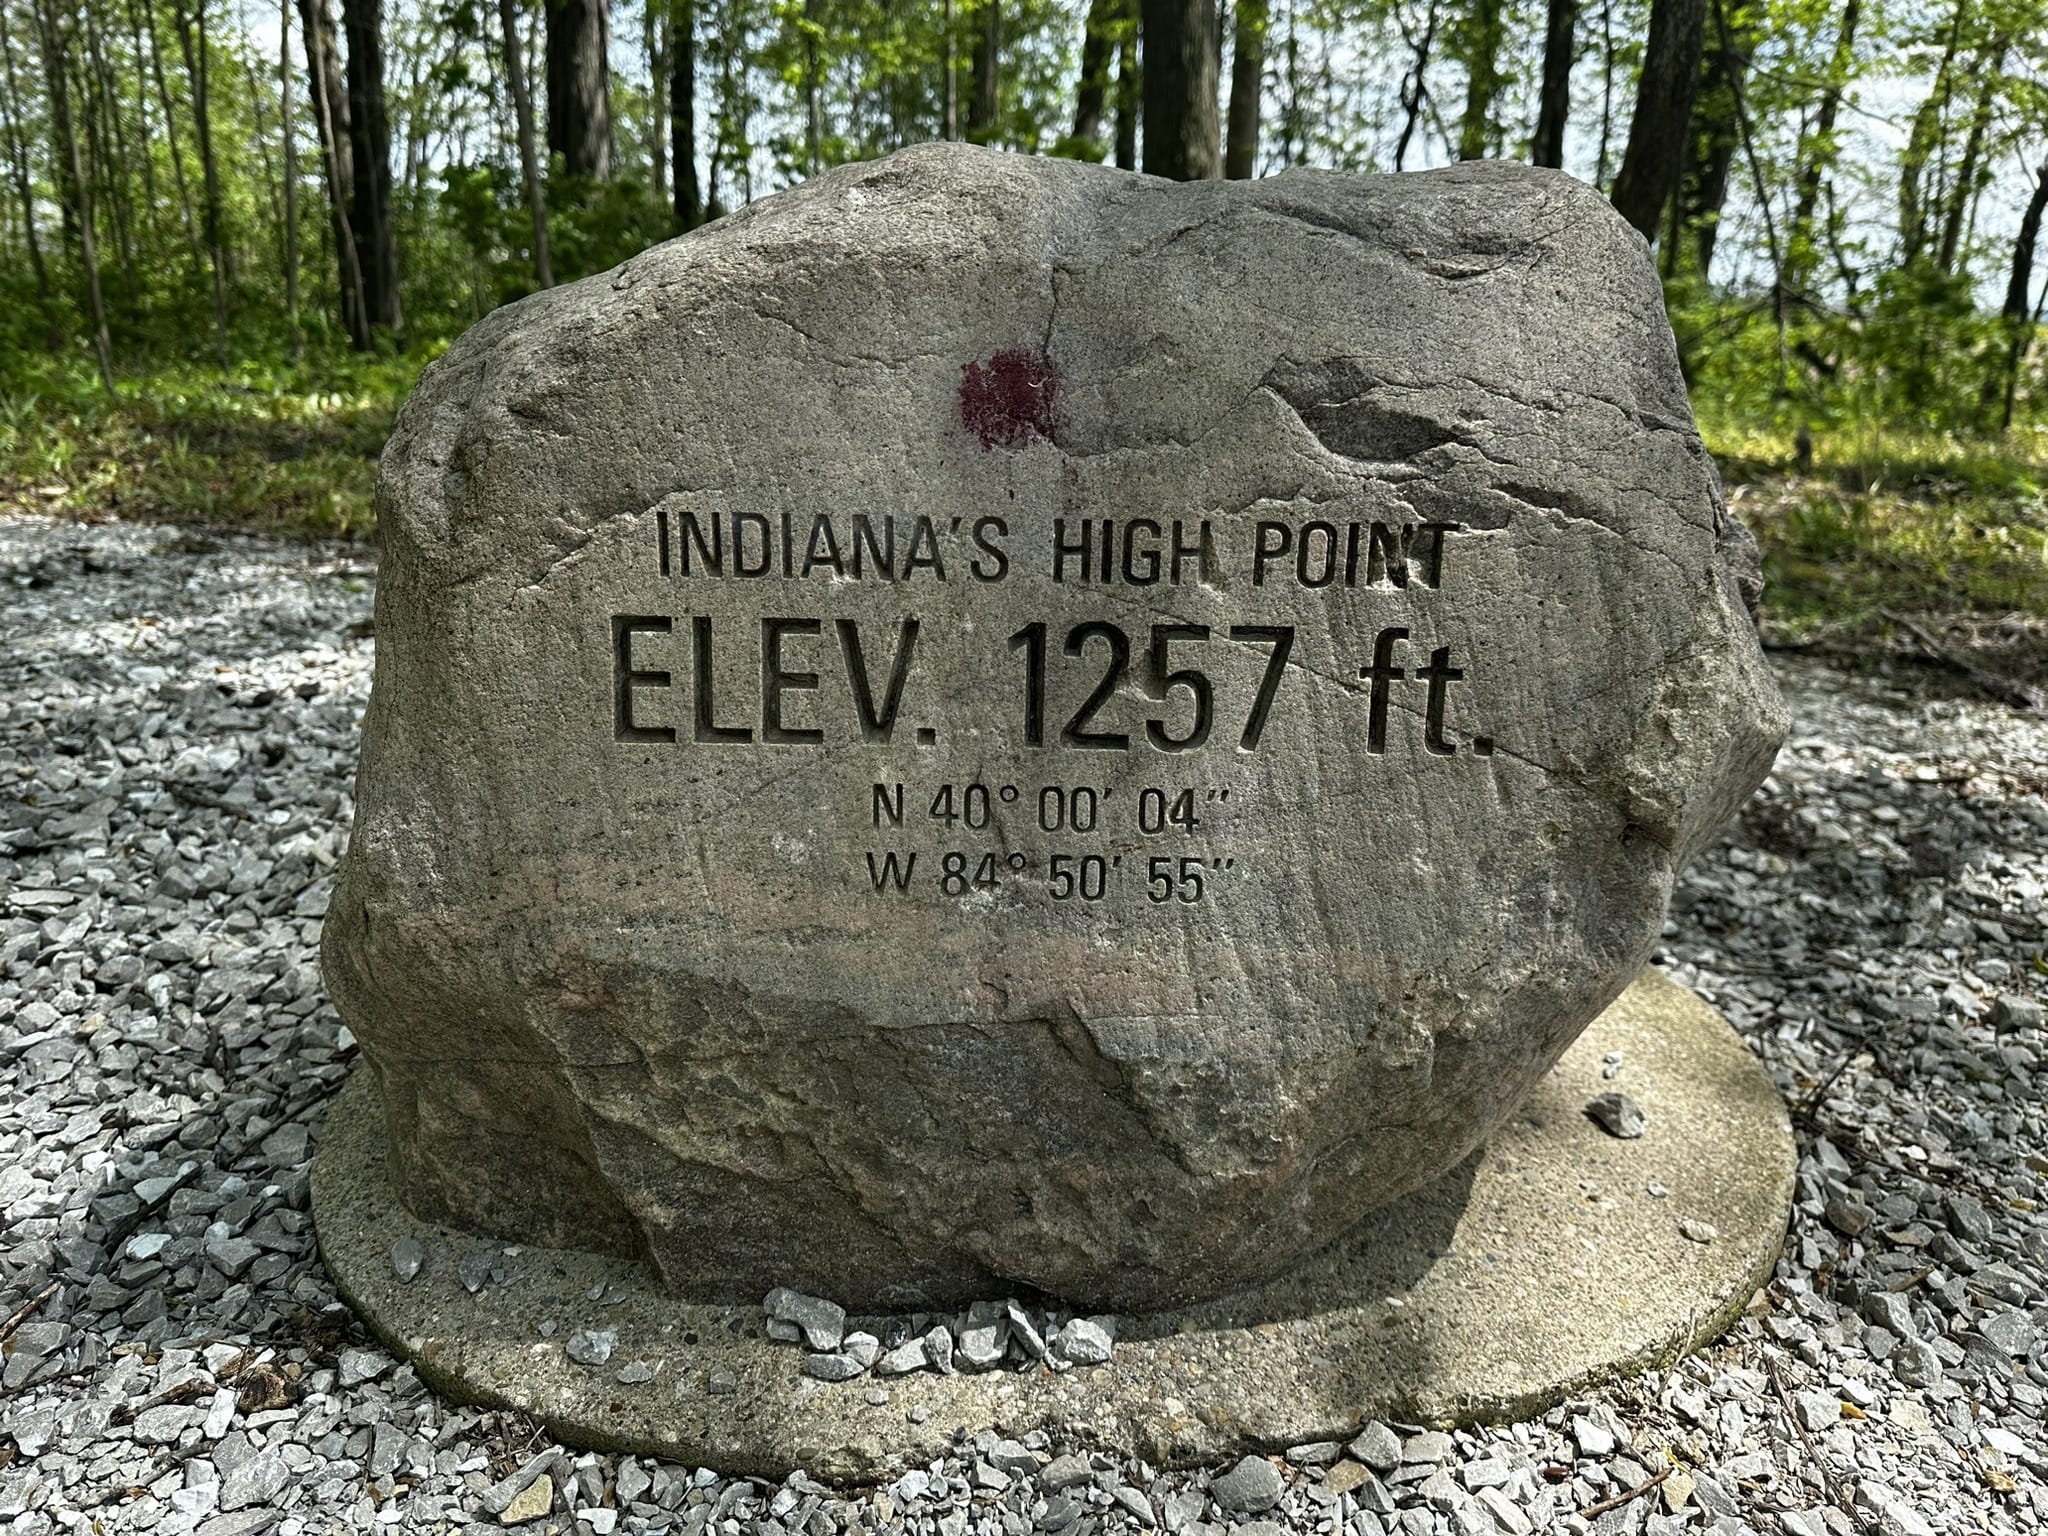 INDIANA'S HIGH POINT
ELEV. 1257 ft.
N 40° 00' 04"
W 84° 50' 55"